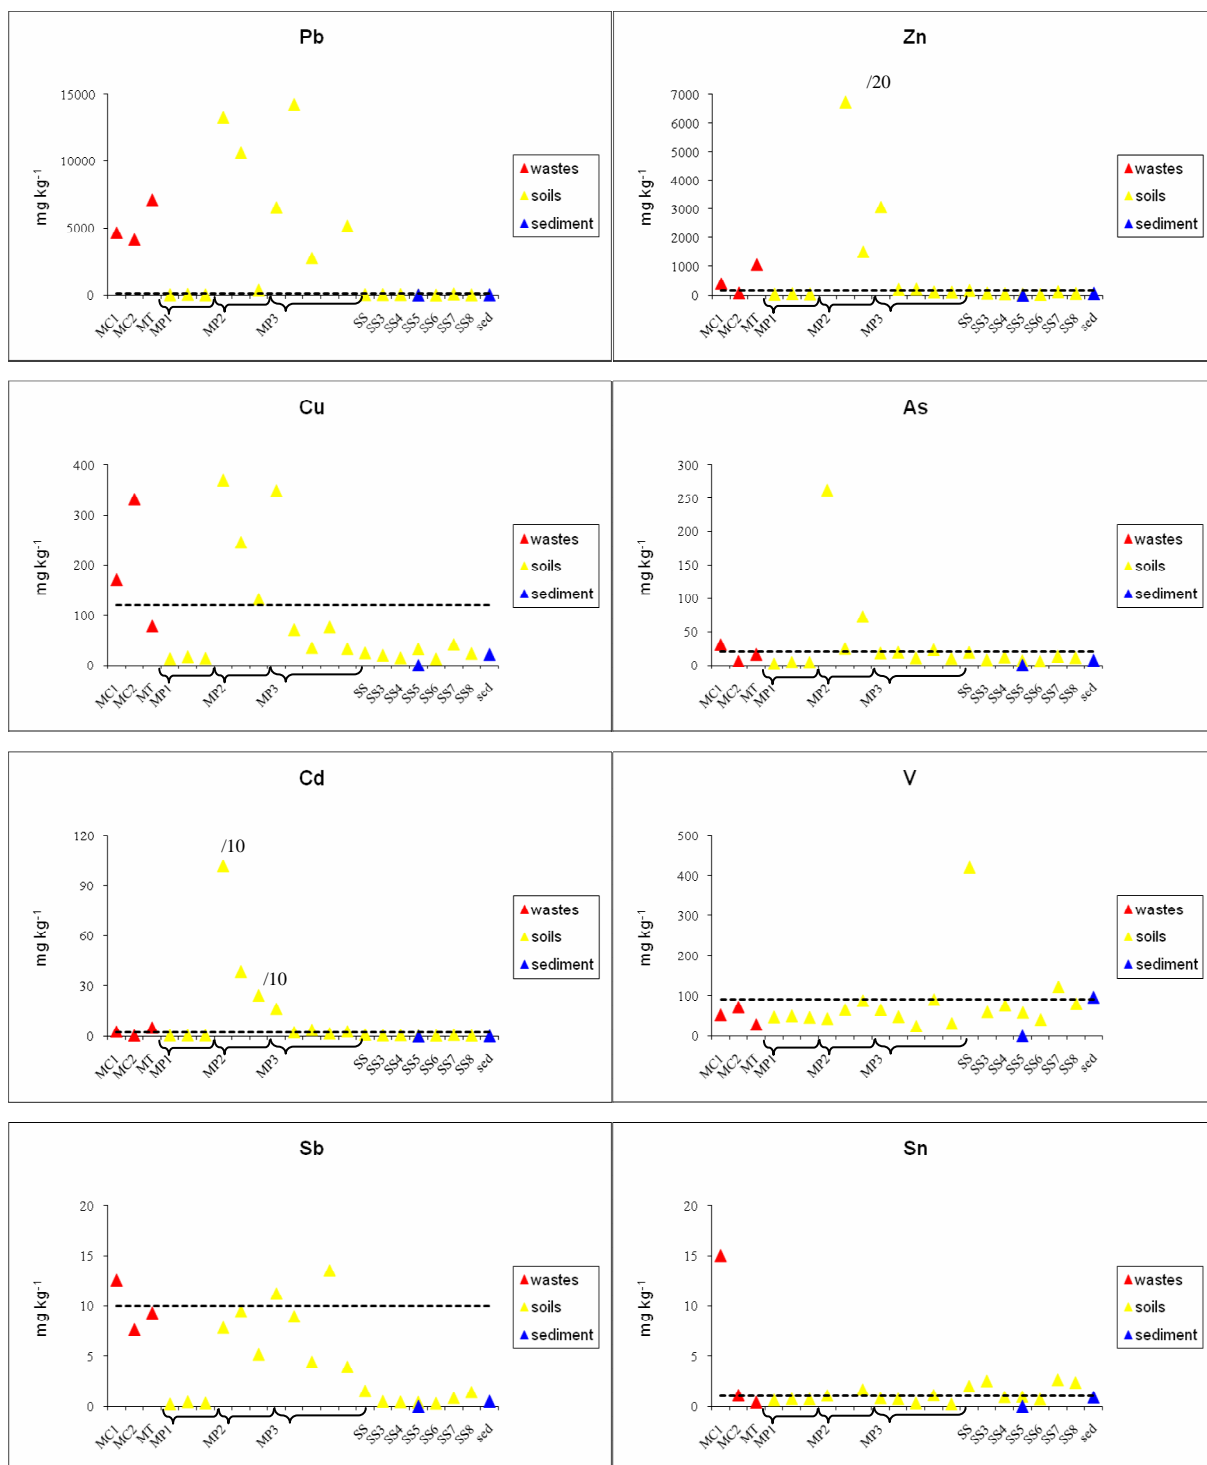 Pb
15000
10000
5000
0
mg kg⁻¹
MC1 MC2 MT MP1 MP2 MP3 SS SS3 SS4 SS5 SS6 SS7 SS8 sed
wastes
soils
sediment
Zn
/20
7000
6000
5000
4000
3000
2000
1000
0
mg kg⁻¹
MC1 MC2 MT MP1 MP2 MP3 SS SS3 SS4 SS5 SS6 SS7 SS8 sed
wastes
soils
sediment
Cu
400
300
200
100
0
mg kg⁻¹
MC1 MC2 MT MP1 MP2 MP3 SS SS3 SS4 SS5 SS6 SS7 SS8 sed
wastes
soils
sediment
As
300
250
200
150
100
50
0
mg kg⁻¹
MC1 MC2 MT MP1 MP2 MP3 SS SS3 SS4 SS5 SS6 SS7 SS8 sed
wastes
soils
sediment
Cd
120
90
60
30
0
/10
/10
mg kg⁻¹
MC1 MC2 MT MP1 MP2 MP3 SS SS3 SS4 SS5 SS6 SS7 SS8 sed
wastes
soils
sediment
V
500
400
300
200
100
0
mg kg⁻¹
MC1 MC2 MT MP1 MP2 MP3 SS SS3 SS4 SS5 SS6 SS7 SS8 sed
wastes
soils
sediment
Sb
20
15
10
5
0
mg kg⁻¹
MC1 MC2 MT MP1 MP2 MP3 SS SS3 SS4 SS5 SS6 SS7 SS8 sed
wastes
soils
sediment
Sn
20
15
10
5
0
mg kg⁻¹
MC1 MC2 MT MP1 MP2 MP3 SS SS3 SS4 SS5 SS6 SS7 SS8 sed
wastes
soils
sediment